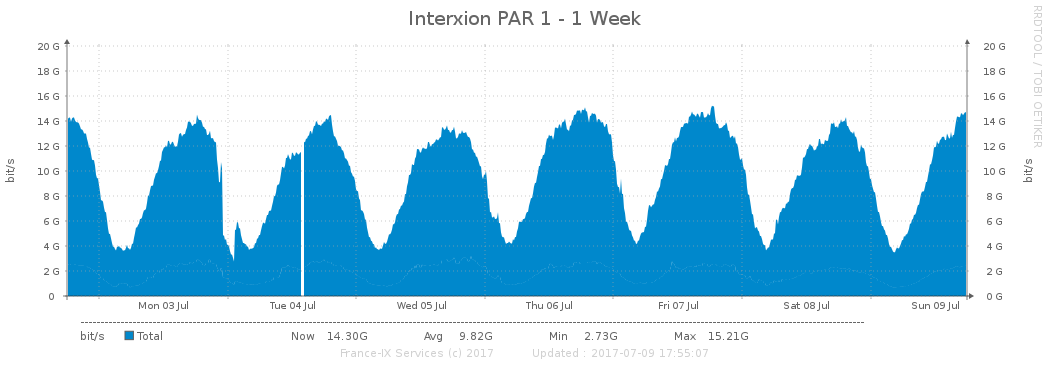 Interxion PAR 1 - 1 Week
RRDTOOL / TOBI OETIKER
20 G 20 G
18 G 18 G
16 G 16 G
14 G 14 G
12 G 12 G
10 G 10 G
8 G 8 G
6 G 6 G
4 G 4 G
2 G 2 G
0 0 G
bit/s bit/s
Mon 03 Jul Tue 04 Jul Wed 05 Jul Thu 06 Jul Fri 07 Jul Sat 08 Jul Sun 09 Jul
bit/s Total Now 14.30G Avg 9.82G Min 2.73G Max 15.21G
France-IX Services (c) 2017 Updated : 2017-07-09 17:55:07